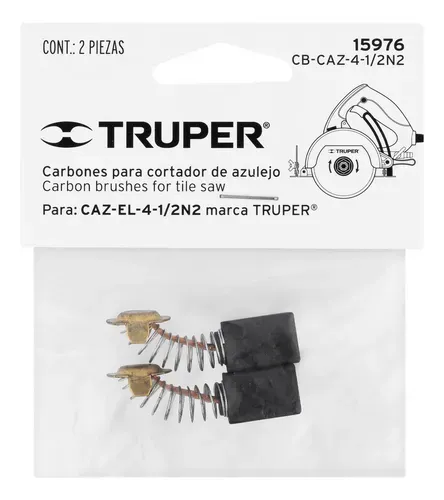 CONT.: 2 PIEZAS
15976
CB-CAZ-4-1/2N2
TRUPER®
Carbones para cortador de azulejo
Carbon brushes for tile saw
Para: CAZ-EL-4-1/2N2 marca TRUPER®
TRUPER